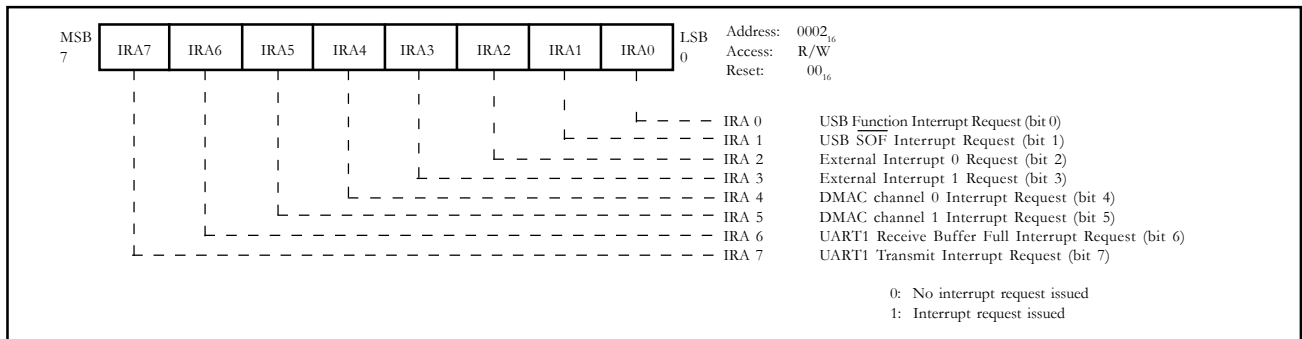 MSB IRA7 IRA6 IRA5 IRA4 IRA3 IRA2 IRA1 IRA0 LSB
7 0
Address: 0002₁₆
Access: R/W
Reset: 00₁₆
IRA 0 USB Function Interrupt Request (bit 0)
IRA 1 USB S̅O̅F̅ Interrupt Request (bit 1)
IRA 2 External Interrupt 0 Request (bit 2)
IRA 3 External Interrupt 1 Request (bit 3)
IRA 4 DMAC channel 0 Interrupt Request (bit 4)
IRA 5 DMAC channel 1 Interrupt Request (bit 5)
IRA 6 UART1 Receive Buffer Full Interrupt Request (bit 6)
IRA 7 UART1 Transmit Interrupt Request (bit 7)
0: No interrupt request issued
1: Interrupt request issued